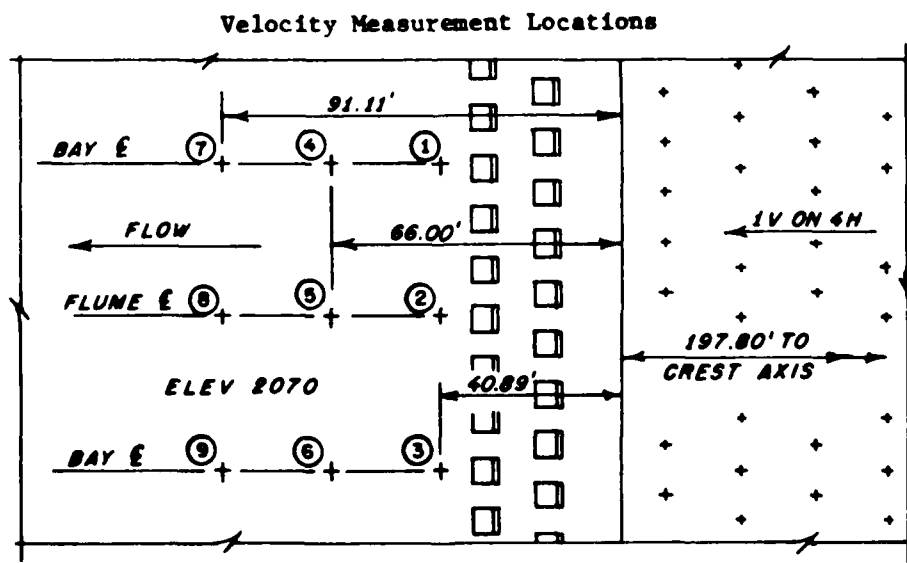 Velocity Measurement Locations
91.11'
BAY ℄ 7 4 1
FLOW
66.00'
1V ON 4H
FLUME ℄ 8 5 2
197.80' TO
CREST AXIS
ELEV 2070
40.89'
BAY ℄ 9 6 3